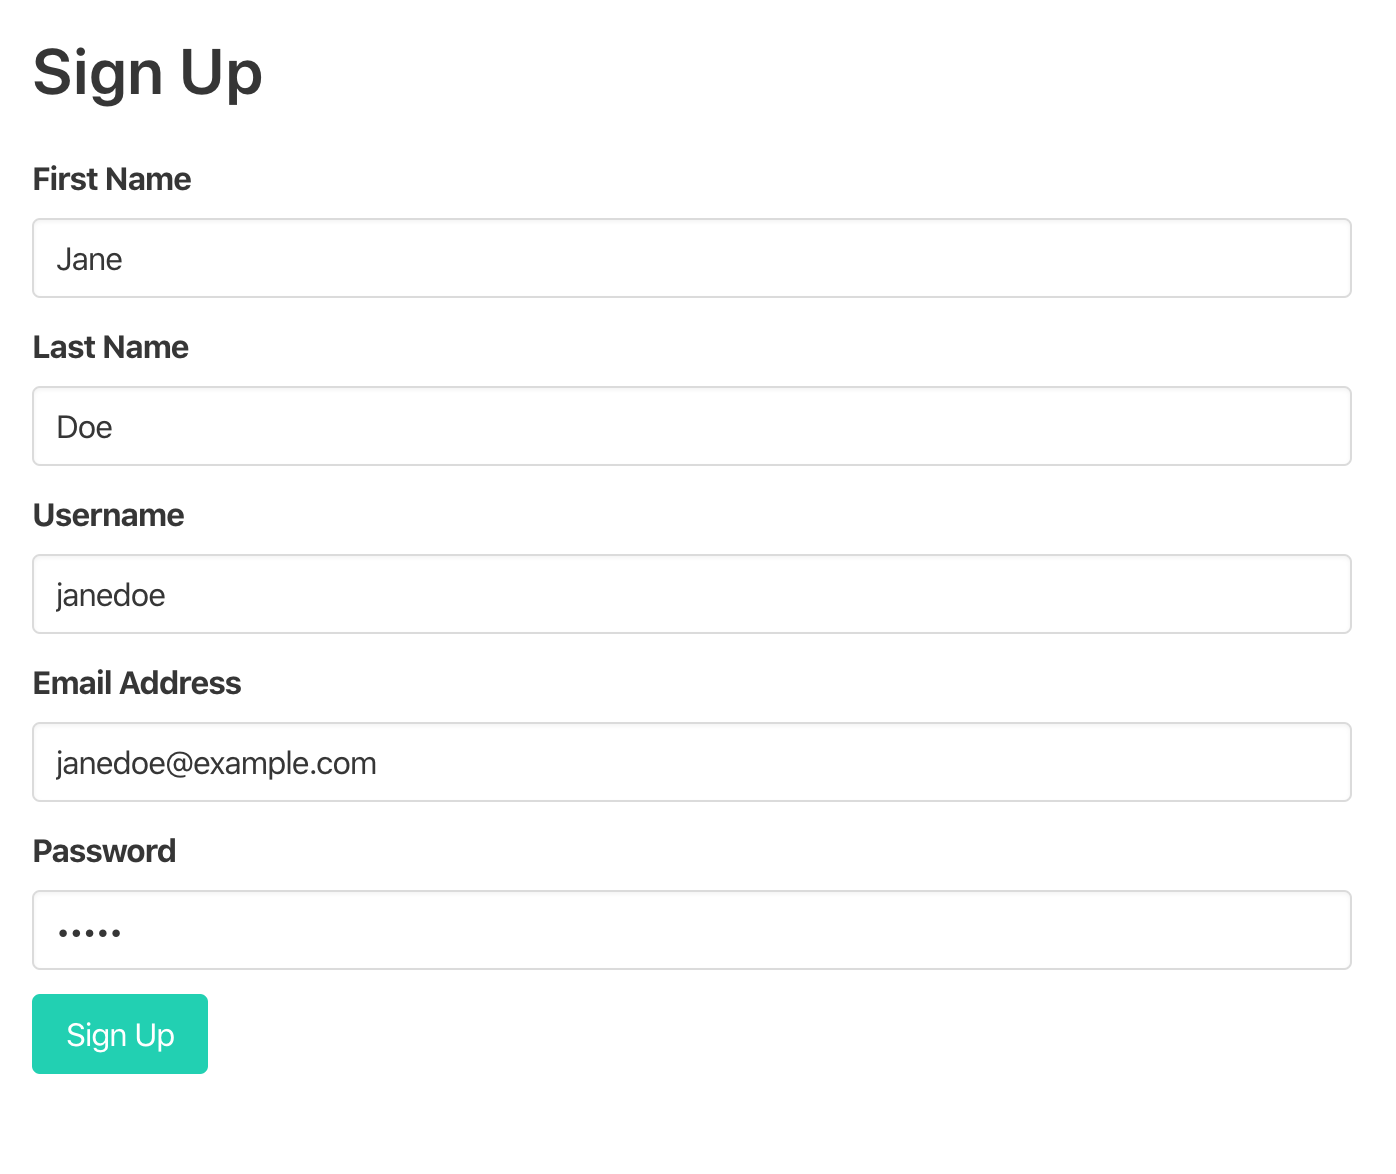 Sign Up
First Name
Jane
Last Name
Doe
Username
janedoe
Email Address
janedoe@example.com
Password
•••••
Sign Up